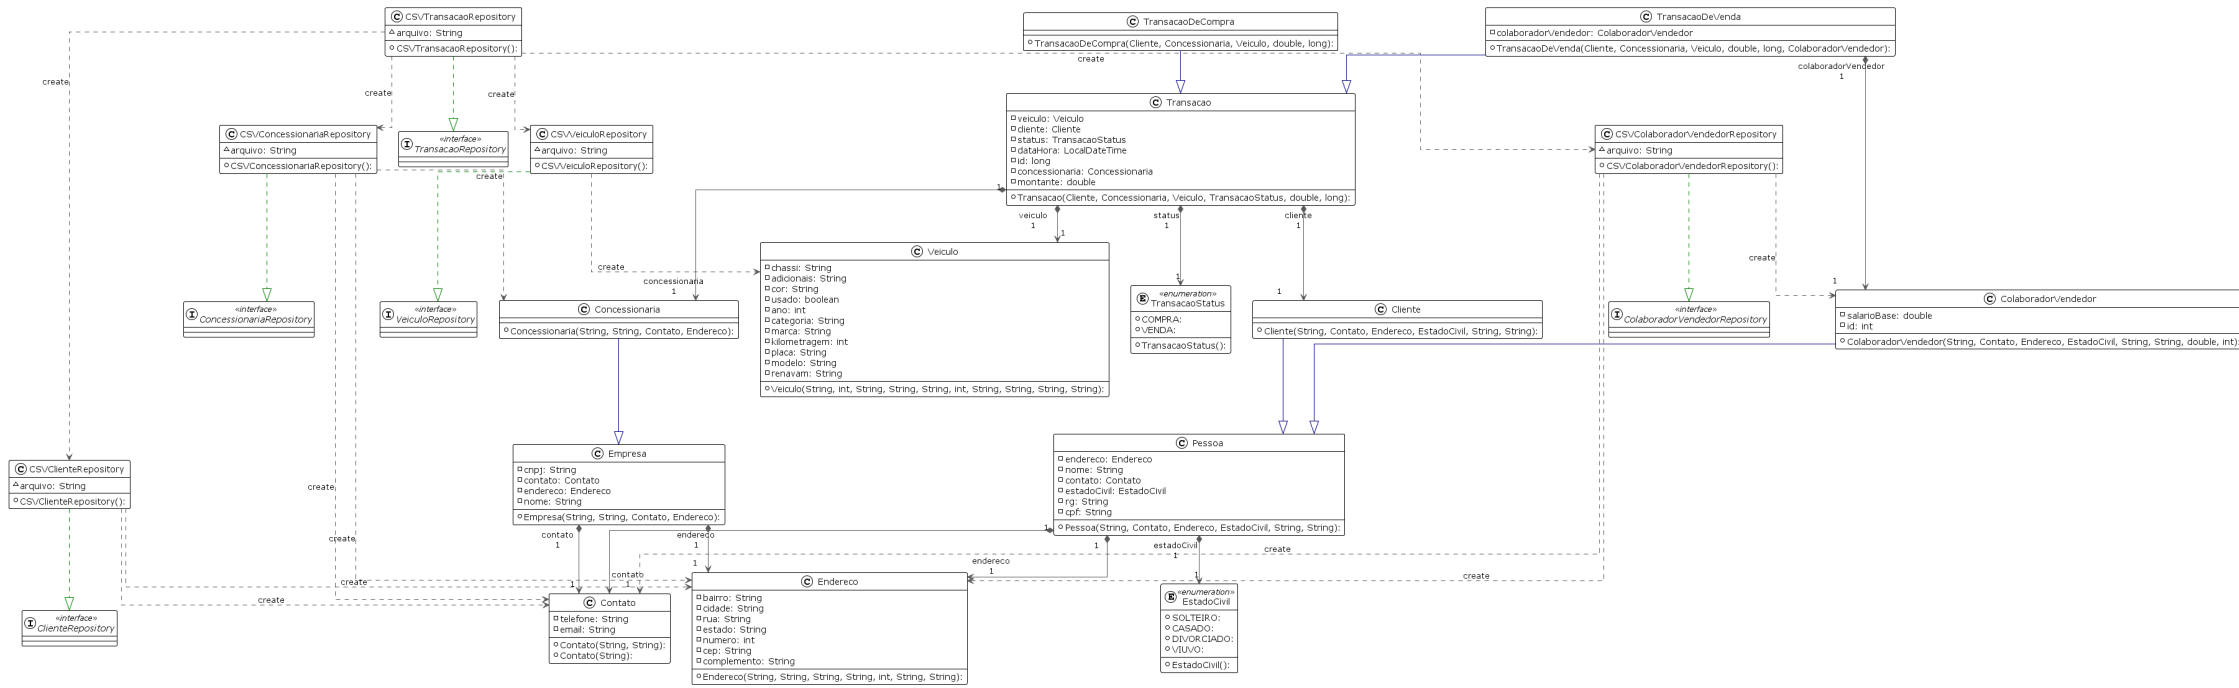 CSVTransacaoRepository
arquivo: String
CSVTransacaoRepository():
TransacaoDeCompra
TransacaoDeCompra(Cliente, Concessionaria, Veiculo, double, long):
TransacaoDeVenda
colaboradorVendedor: ColaboradorVendedor
TransacaoDeVenda(Cliente, Concessionaria, Veiculo, double, long, ColaboradorVendedor):
create
create
create
create
colaboradorVendedor
1
CSVConcessionariaRepository
arquivo: String
CSVConcessionariaRepository():
«interface»
TransacaoRepository
CSVVeiculoRepository
arquivo: String
CSVVeiculoRepository():
Transacao
veiculo: Veiculo
cliente: Cliente
status: TransacaoStatus
dataHora: LocalDateTime
id: long
concessionaria: Concessionaria
montante: double
Transacao(Cliente, Concessionaria, Veiculo, TransacaoStatus, double, long):
CSVColaboradorVendedorRepository
arquivo: String
CSVColaboradorVendedorRepository():
create
1
veiculo
1
1
status
1
1
cliente
1
1
concessionaria
1
create
create
1
«interface»
ConcessionariaRepository
«interface»
VeiculoRepository
Concessionaria
Concessionaria(String, String, Contato, Endereco):
Veiculo
chassi: String
adicionais: String
cor: String
usado: boolean
ano: int
categoria: String
marca: String
kilometragem: int
placa: String
modelo: String
renavam: String
Veiculo(String, int, String, String, String, int, String, String, String, String):
«enumeration»
TransacaoStatus
COMPRA:
VENDA:
TransacaoStatus():
Cliente
Cliente(String, Contato, Endereco, EstadoCivil, String, String):
«interface»
ColaboradorVendedorRepository
ColaboradorVendedor
salarioBase: double
id: int
ColaboradorVendedor(String, Contato, Endereco, EstadoCivil, String, String, double, int):
CSVClienteRepository
arquivo: String
CSVClienteRepository():
Empresa
cnpj: String
contato: Contato
endereco: Endereco
nome: String
Empresa(String, String, Contato, Endereco):
Pessoa
endereco: Endereco
nome: String
contato: Contato
estadoCivil: EstadoCivil
rg: String
cpf: String
Pessoa(String, Contato, Endereco, EstadoCivil, String, String):
create
create
create
create
contato
1
1
endereco
1
1
1
contato
1
1
endereco
1
estadoCivil
1
1
create
create
«interface»
ClienteRepository
Contato
telefone: String
email: String
Contato(String, String):
Contato(String):
Endereco
bairro: String
cidade: String
rua: String
estado: String
numero: int
cep: String
complemento: String
Endereco(String, String, String, String, int, String, String):
«enumeration»
EstadoCivil
SOLTEIRO:
CASADO:
DIVORCIADO:
VIUVO:
EstadoCivil():